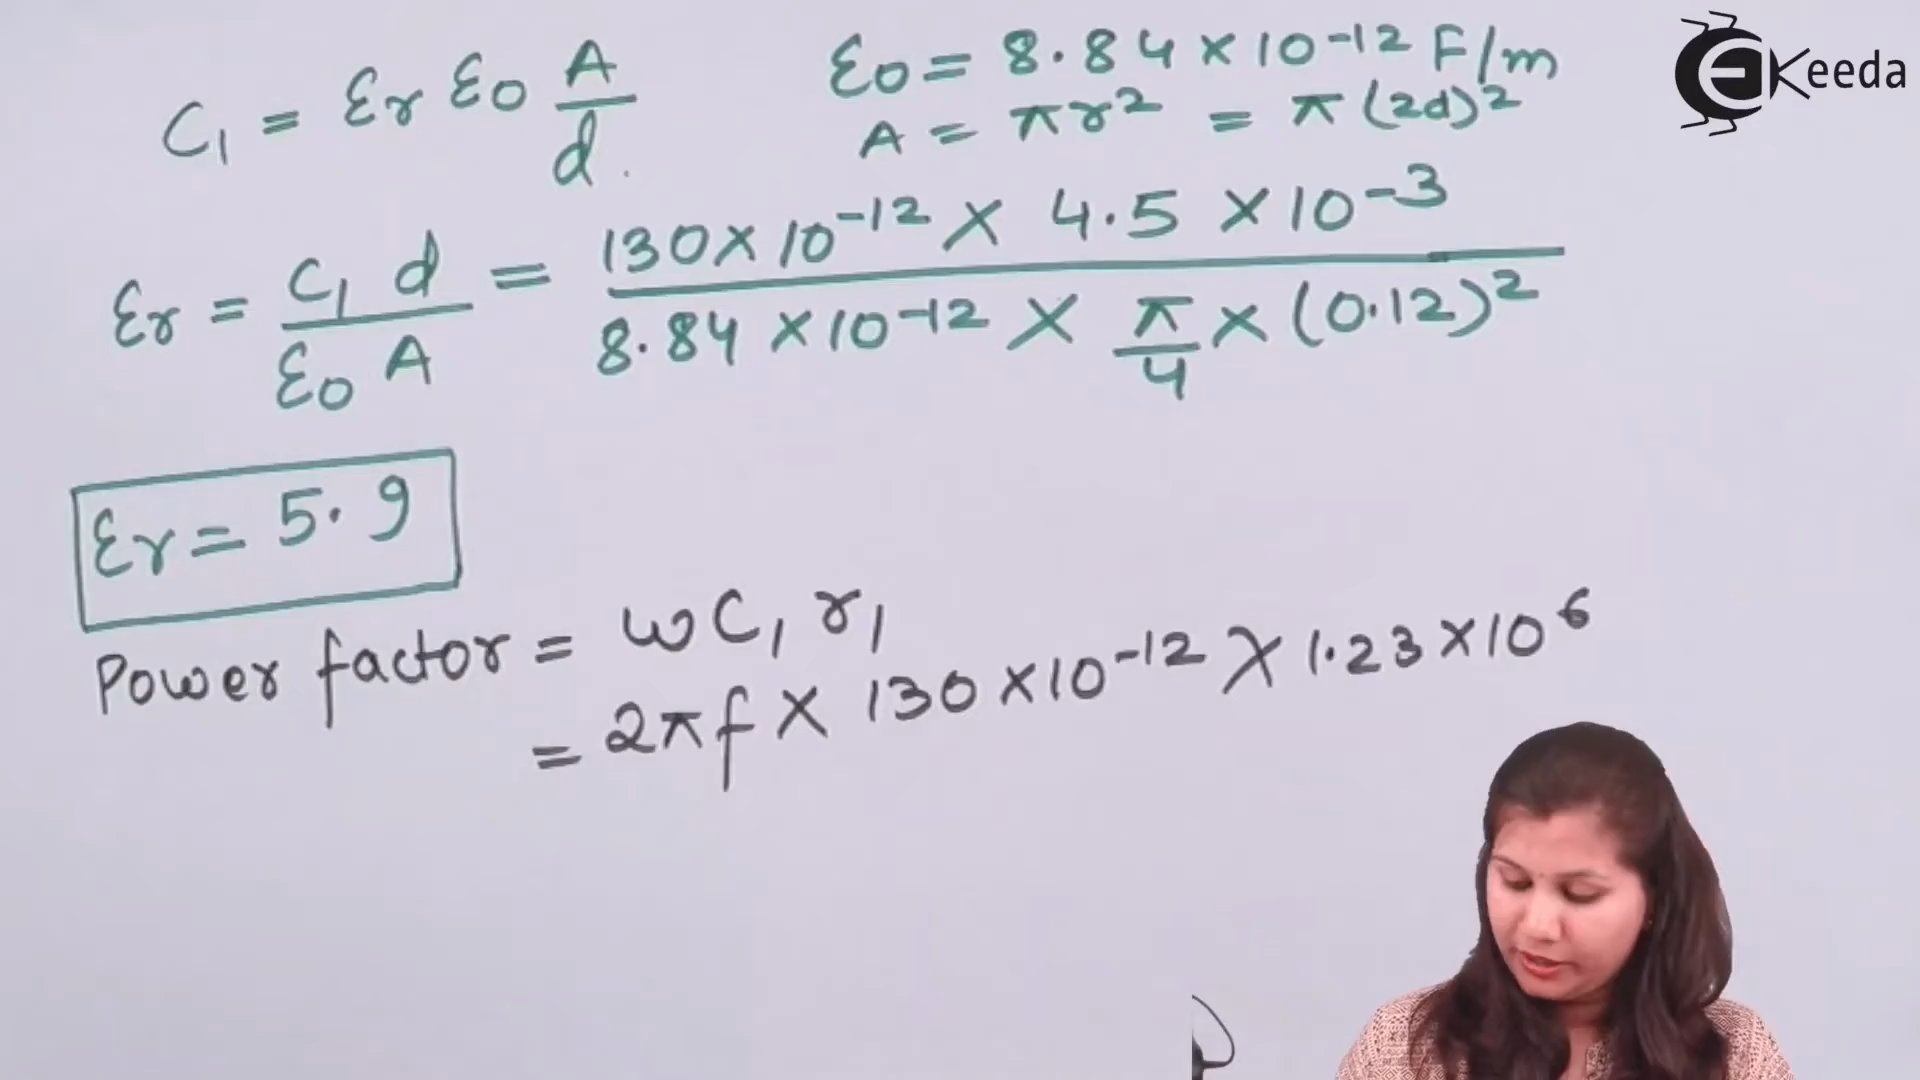 C₁ = εr ε₀ A/d.
ε₀ = 8.84 × 10⁻¹² F/m
A = πr² = π (2d)²
εr = C₁ d / ε₀ A = 130 × 10⁻¹² × 4.5 × 10⁻³ / 8.84 × 10⁻¹² × π/4 × (0.12)²
εr = 5.9
Power factor = ωC₁ r₁
= 2πf × 130 × 10⁻¹² × 1.23 × 10⁶
EKeeda